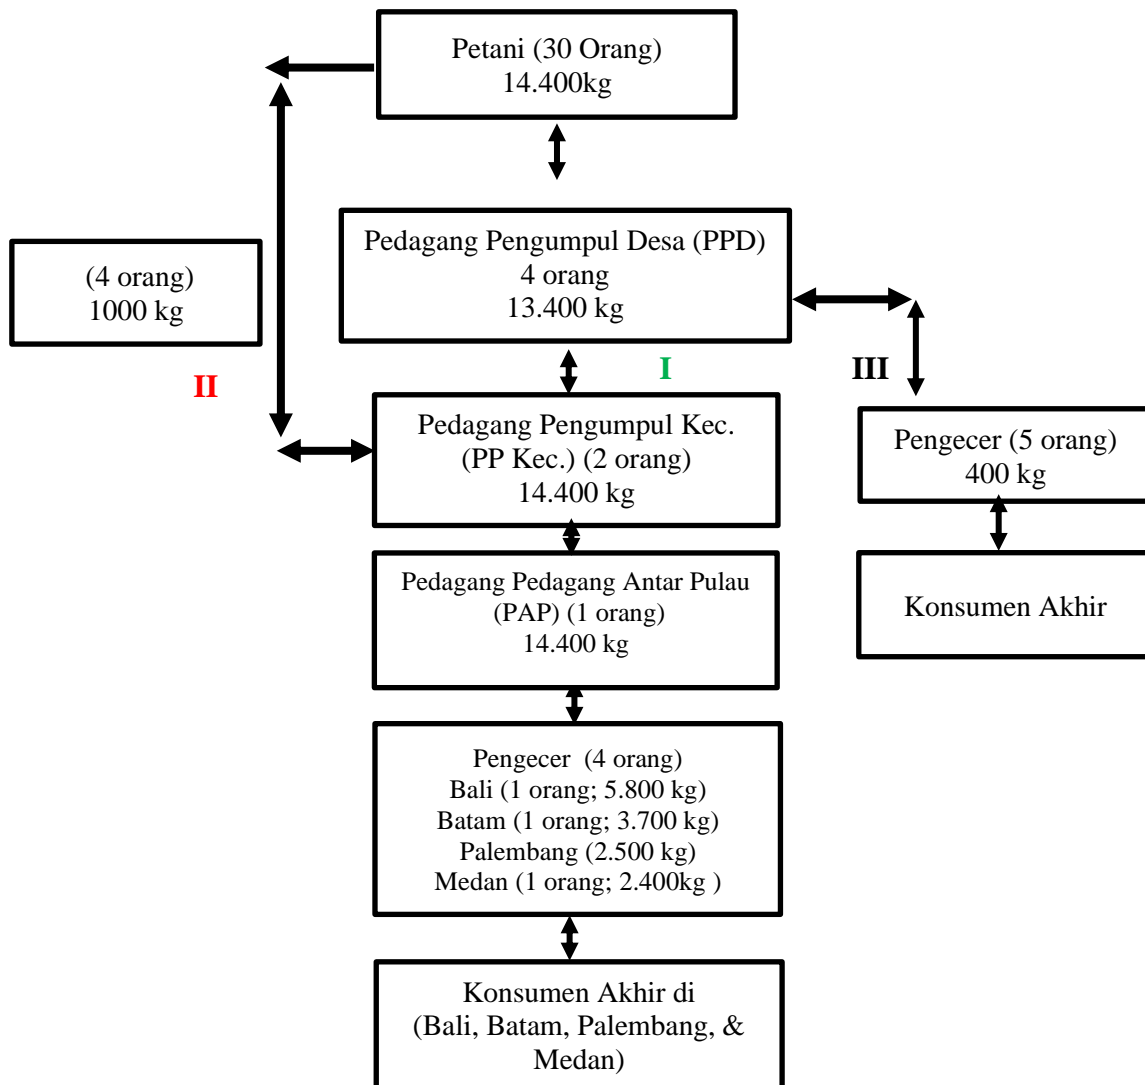 Petani (30 Orang)
14.400kg
Pedagang Pengumpul Desa (PPD)
4 orang
13.400 kg
(4 orang)
1000 kg
I
III
II
Pedagang Pengumpul Kec.
(PP Kec.) (2 orang)
14.400 kg
Pengecer (5 orang)
400 kg
Pedagang Pedagang Antar Pulau
(PAP) (1 orang)
14.400 kg
Konsumen Akhir
Pengecer (4 orang)
Bali (1 orang; 5.800 kg)
Batam (1 orang; 3.700 kg)
Palembang (2.500 kg)
Medan (1 orang; 2.400kg )
Konsumen Akhir di
(Bali, Batam, Palembang, &
Medan)